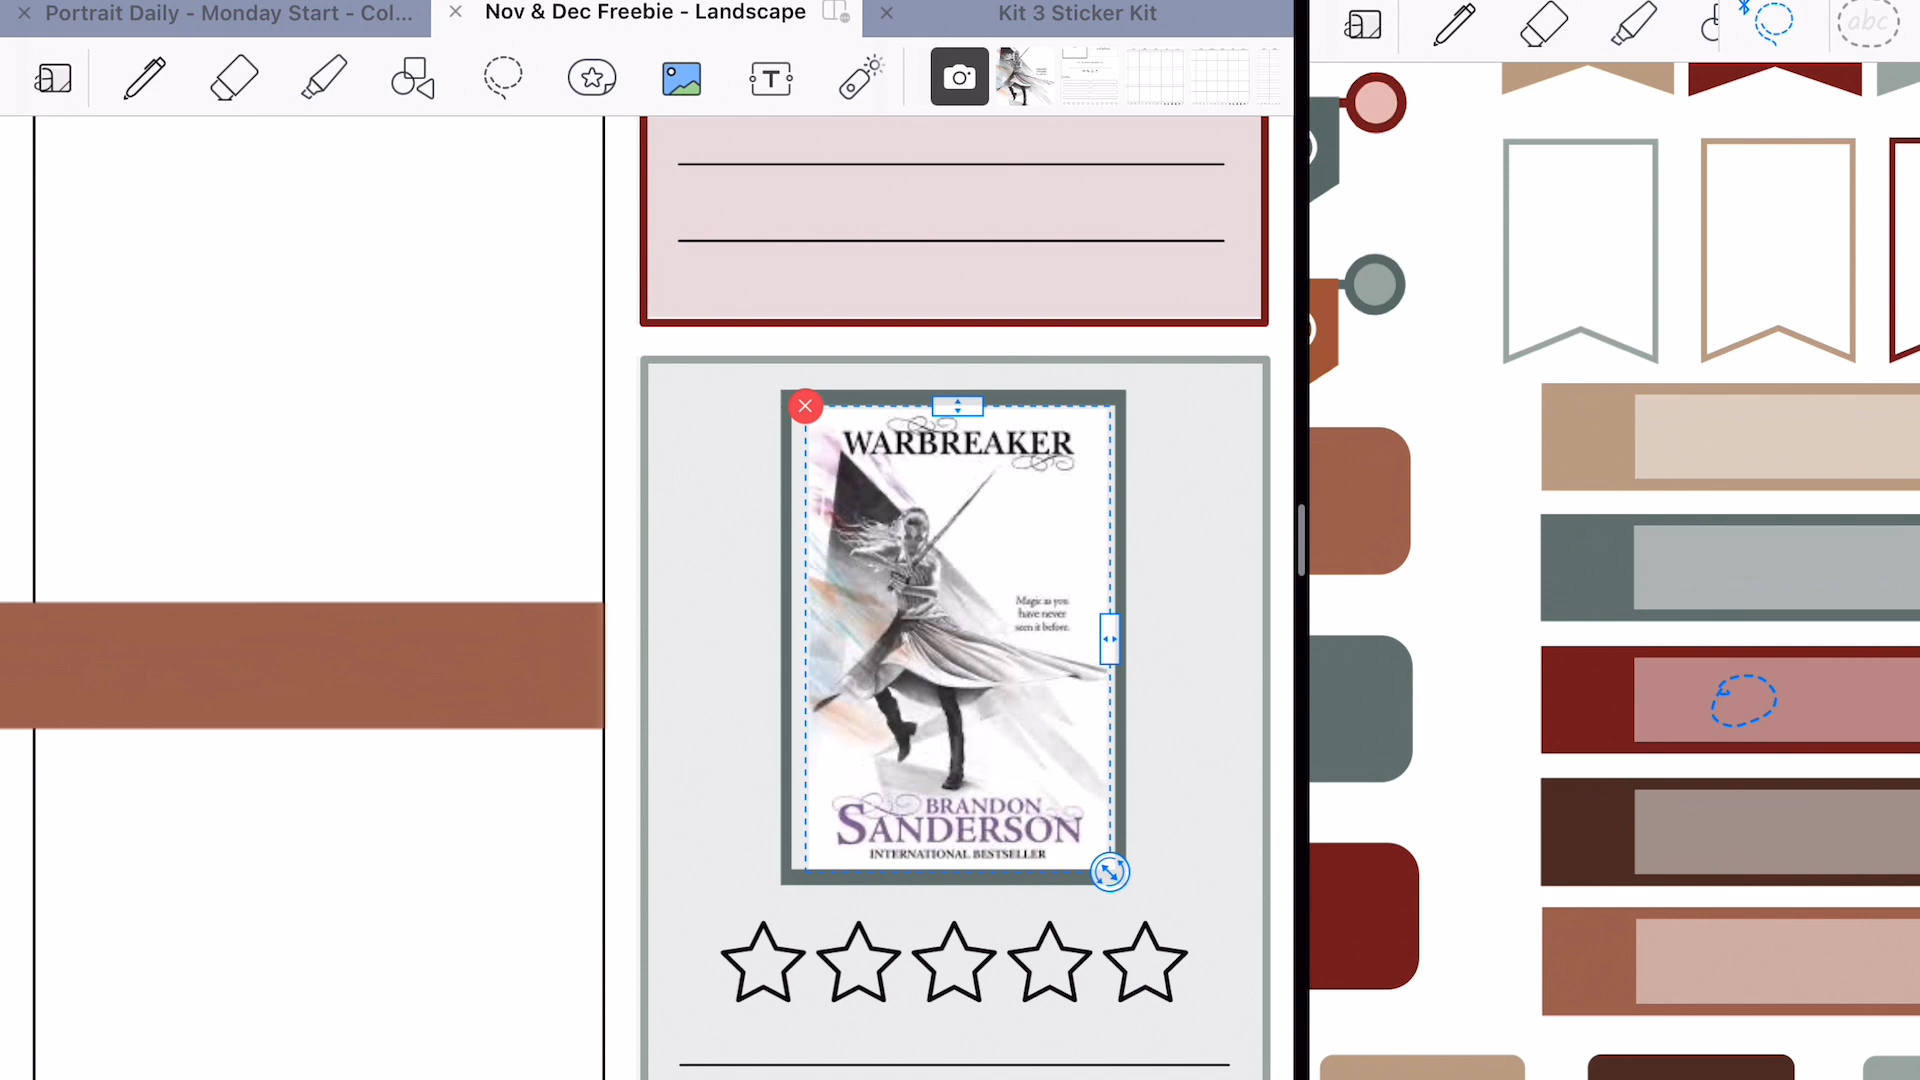 Portrait Daily - Monday Start - Col...
Nov & Dec Freebie - Landscape
Kit 3 Sticker Kit
a
T
a
abc
WARBREAKER
Magic as you
have never
seen it before.
BRANDON
SANDERSON
INTERNATIONAL BESTSELLER